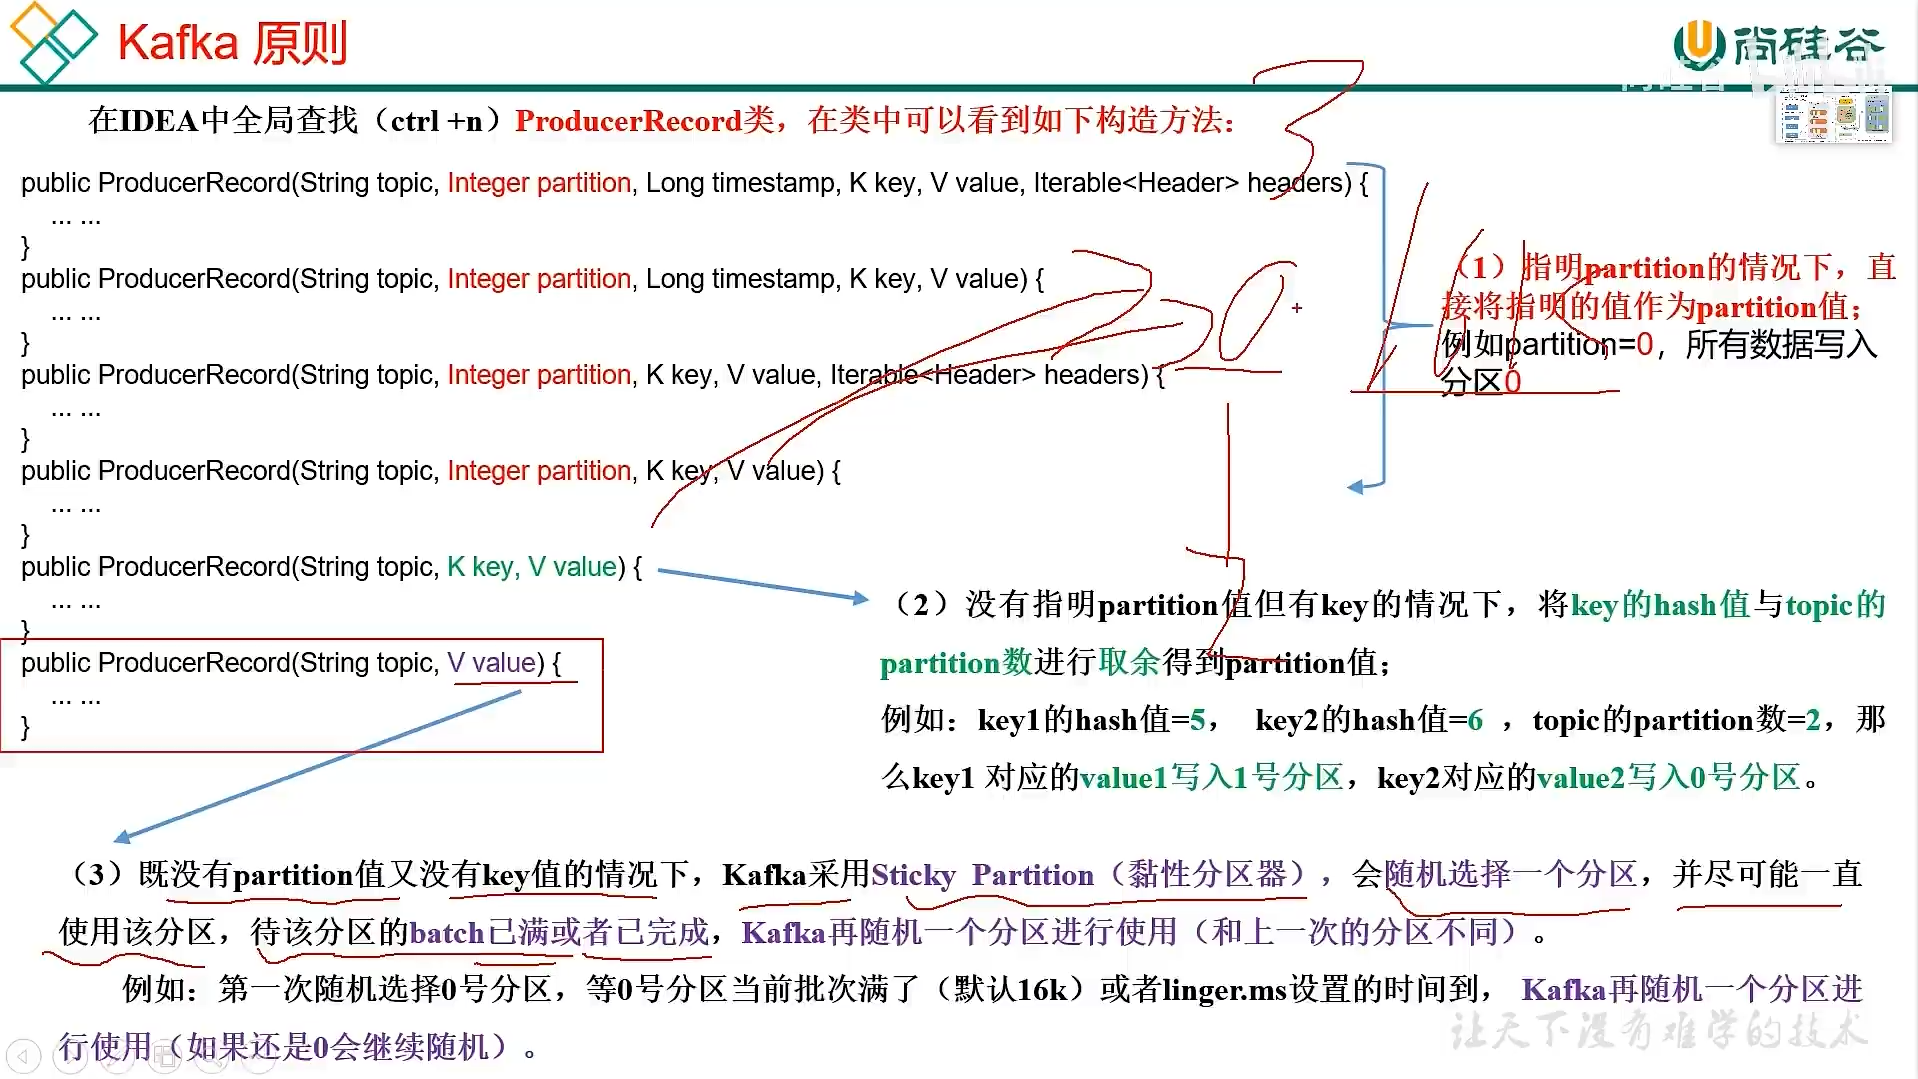 Kafka 原则
尚硅谷
在IDEA中全局查找（ctrl +n）ProducerRecord类，在类中可以看到如下构造方法：
public ProducerRecord(String topic, Integer partition, Long timestamp, K key, V value, Iterable<Header> headers) {
... ...
}
public ProducerRecord(String topic, Integer partition, Long timestamp, K key, V value) {
... ...
}
public ProducerRecord(String topic, Integer partition, K key, V value, Iterable<Header> headers) {
... ...
}
public ProducerRecord(String topic, Integer partition, K key, V value) {
... ...
}
public ProducerRecord(String topic, K key, V value) {
... ...
}
public ProducerRecord(String topic, V value) {
... ...
}
（1）指明partition的情况下，直
接将指明的值作为partition值；
例如partition=0，所有数据写入
分区0
（2）没有指明partition值但有key的情况下，将key的hash值与topic的
partition数进行取余得到partition值；
例如：key1的hash值=5， key2的hash值=6 ，topic的partition数=2，那
么key1 对应的value1写入1号分区，key2对应的value2写入0号分区。
（3）既没有partition值又没有key值的情况下，Kafka采用Sticky Partition（黏性分区器），会随机选择一个分区，并尽可能一直
使用该分区，待该分区的batch已满或者已完成，Kafka再随机一个分区进行使用（和上一次的分区不同）。
例如：第一次随机选择0号分区，等0号分区当前批次满了（默认16k）或者linger.ms设置的时间到， Kafka再随机一个分区进
行使用（如果还是0会继续随机）。
让天下没有难学的技术